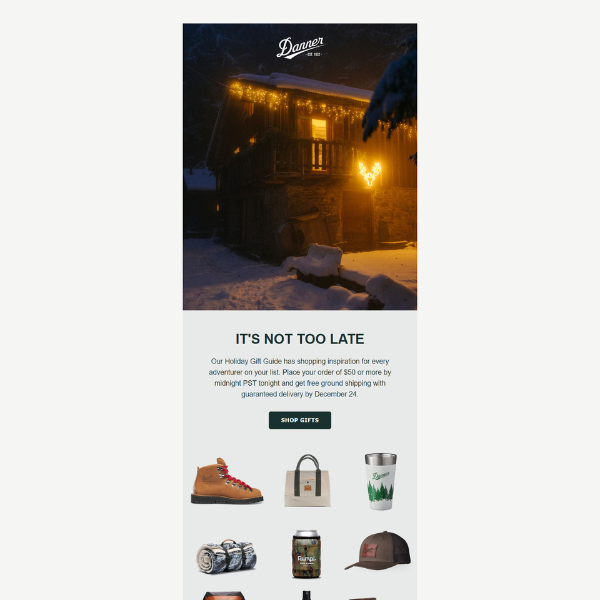 Danner
EST. 1932
IT'S NOT TOO LATE
Our Holiday Gift Guide has shopping inspiration for every
adventurer on your list. Place your order of $50 or more by
midnight PST tonight and get free ground shipping with
guaranteed delivery by December 24.
SHOP GIFTS
Danner
Rumpl